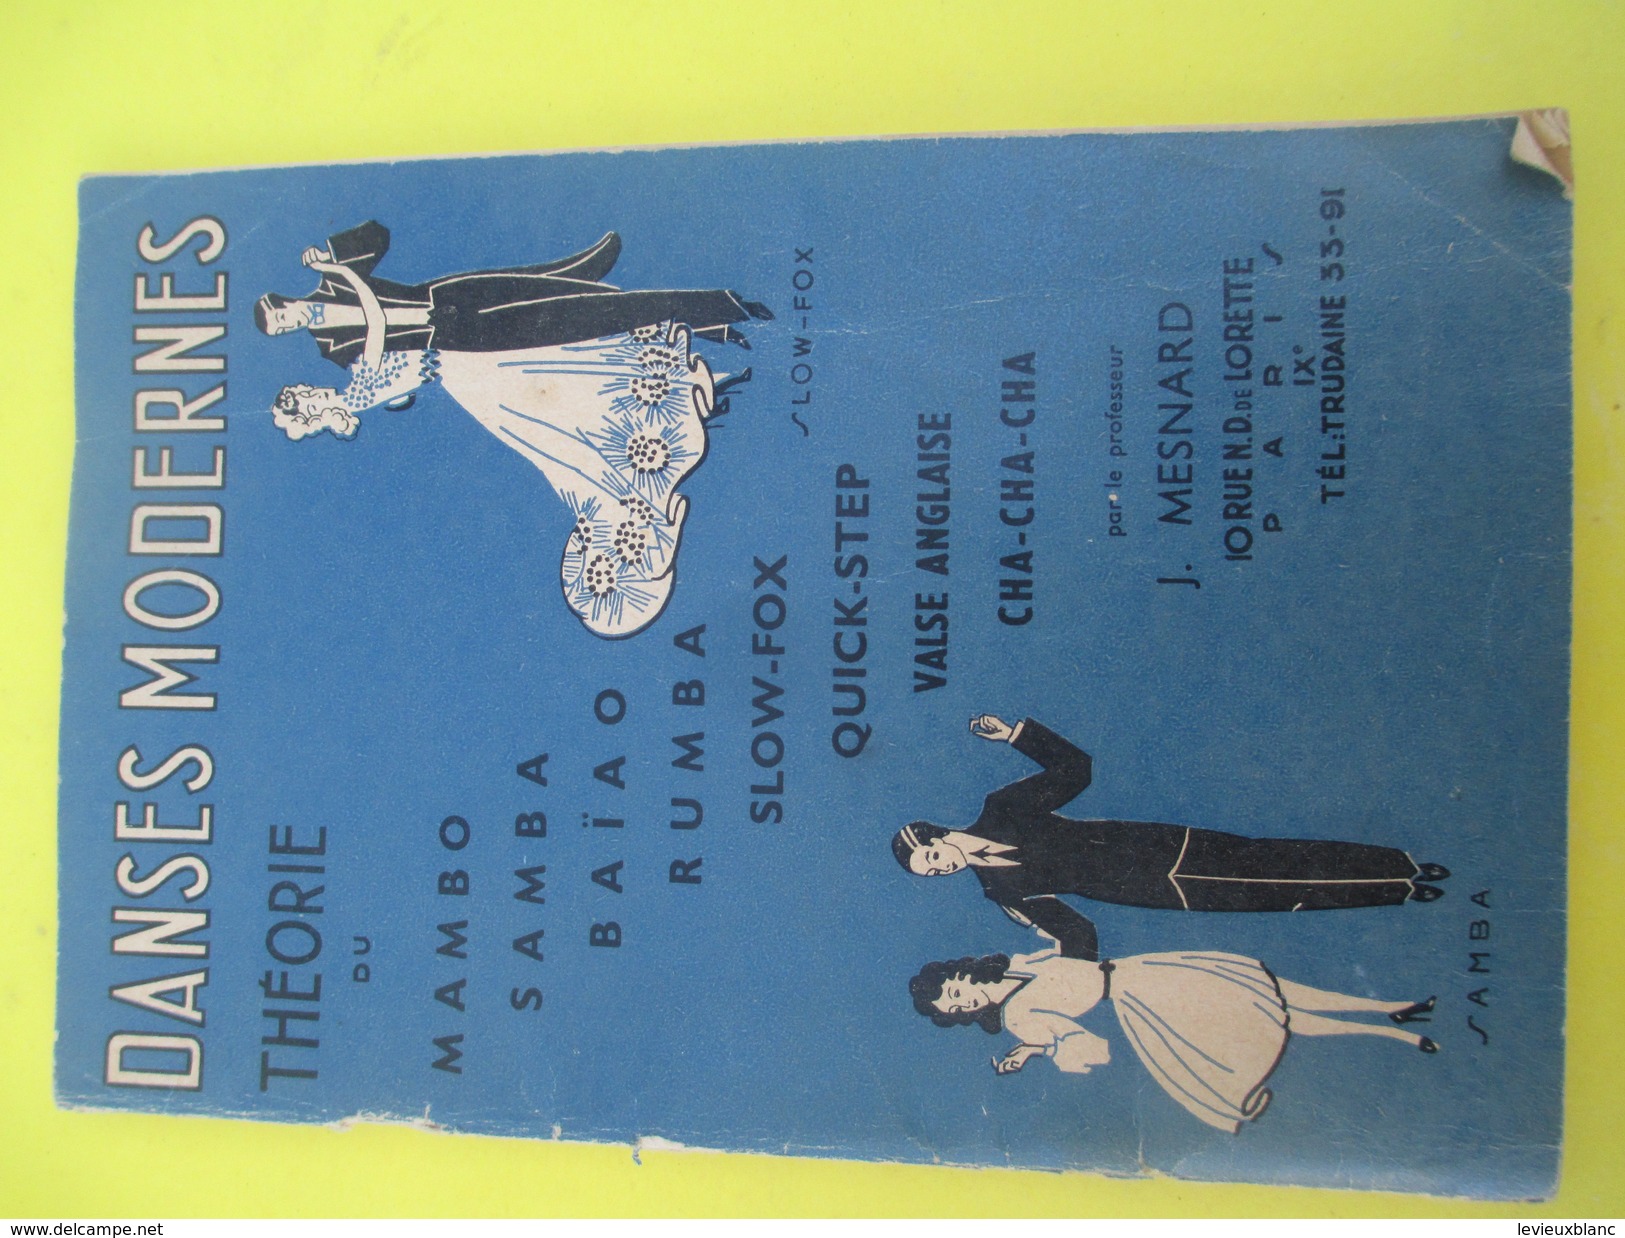 DANSES MODERNES
THÉORIE
DU
MAMBO
SAMBA
BAÏAO
RUMBA
SLOW-FOX
QUICK-STEP
VALSE ANGLAISE
CHA-CHA-CHA
SLOW-FOX
SAMBA
par le professeur
J. MESNARD
10 RUE N.D. DE LORETTE
PARIS
IXe
TÉL: TRUDAINE 33-91
delcampe.net
levieuxblanc